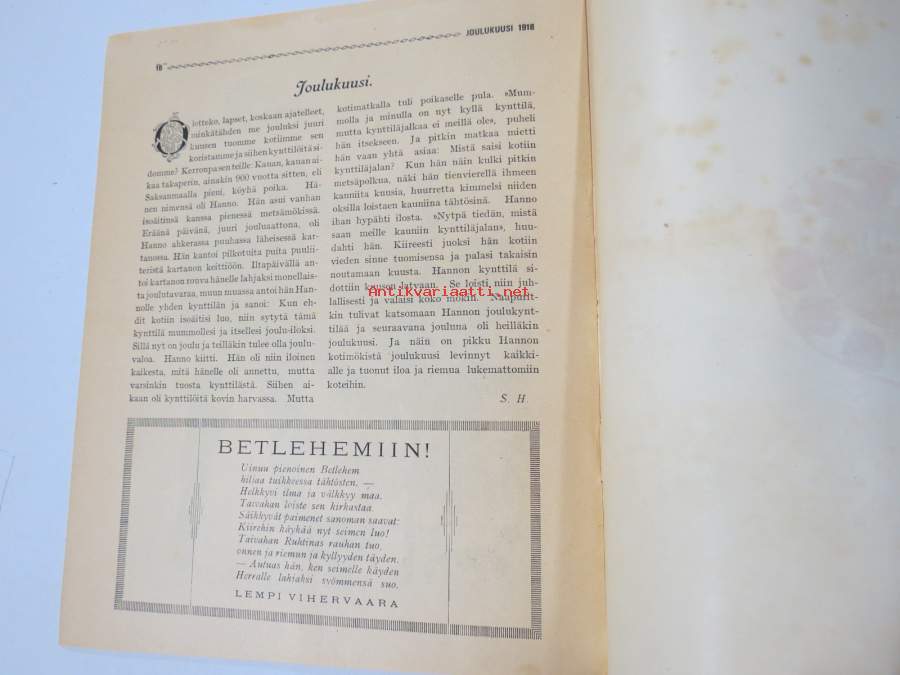 16
JOULUKUUSI 1918
Joulukuusi.
Olotteko, lapset, koskaan ajatelleet,
minkätähden me jouluksi juuri
kuusen tuomme kotiimme sen
koristamme ja siihen kynttilöitä si-
domme? Kerronpa sen teille: Kauan, kauan ai-
kaa takaperin, ainakin 900 vuotta sitten, eli
Saksanmaalla pieni, köyhä poika. Hä-
nen nimensä oli Hanno. Hän asui vanhan
isoäitinsä kanssa pienessä metsämökissä.
Eräänä päivänä, juuri jouluaattona, oli
Hanno ahkerassa puuhassa läheisessä kar-
tanossa. Hän kantoi pilkotuita puita puulii-
teristä kartanon keittiöön. Iltapäivällä an-
toi kartanon rouva hänelle lahjaksi monellais-
ta joulutavaraa, muun muassa antoi hän Han-
nolle yhden kynttilän ja sanoi: Kun eh-
dit kotiin isoäitisi luo, niin sytytä tämä
kynttilä mummollesi ja itsellesi joulu-iloksi.
Sillä nyt on joulu ja teilläkin tulee olla joulu-
valoa. Hanno kiitti. Hän oli niin iloinen
kaikesta, mitä hänelle oli annettu, mutta
varsinkin tuosta kynttilästä. Siihen ai-
kaan oli kynttilöitä kovin harvassa. Mutta
kotimatkalla tuli poikaselle pula. »Mum-
molla ja minulla on nyt kyllä kynttilä,
mutta kynttiläjalkaa ei meillä ole», puheli
hän itsekseen. Ja pitkin matkaa mietti
hän vaan yhtä asiaa: Mistä saisi kotiin
kynttiläjalan? Kun hän näin kulki pitkin
metsäpolkua, näki hän tienvierellä ihmeen
kauniita kuusia, huurretta kimmelsi niiden
oksilla loistaen kauniina tähtösinä. Hanno
ihan hypähti ilosta. »Nytpä tiedän, mistä
saan meille kauniin kynttiläjalan», huu-
dahti hän. Kiireesti juoksi hän kotiin
vieden sinne tuomisensa ja palasi takaisin
noutamaan kuusta. Hannon kynttilä si-
dottiin kuusen latvaan. Se loisti niin juh-
lallisesti ja valaisi koko mökin. Naapurit-
kin tulivat katsomaan Hannon joulukynt-
tilää ja seuraavana jouluna oli heilläkin
joulukuusi. Ja näin on pikku Hannon
kotimökistä joulukuusi levinnyt kaikki-
alle ja tuonut iloa ja riemua lukemattomiin
koteihin.
S. H.
Antikvariaatti.net
BETLEHEMIIN!
Uinuu pienoinen Betlehem
hiljaa tuikkeessa tähtösten. —
Helkkyvi ilma ja välkkyy maa.
Taivahan loiste sen kirkastaa.
Säikkyvät paimenet sanoman saavat:
Kiirehin käykää nyt seimen luo!
Taivahan Ruhtinas rauhan tuo,
onnen ja riemun ja kyllyyden täyden.
— Autuas hän, ken seimelle käyden
Herralle lahjaksi syömmensä suo.
LEMPI VIHERVAARA